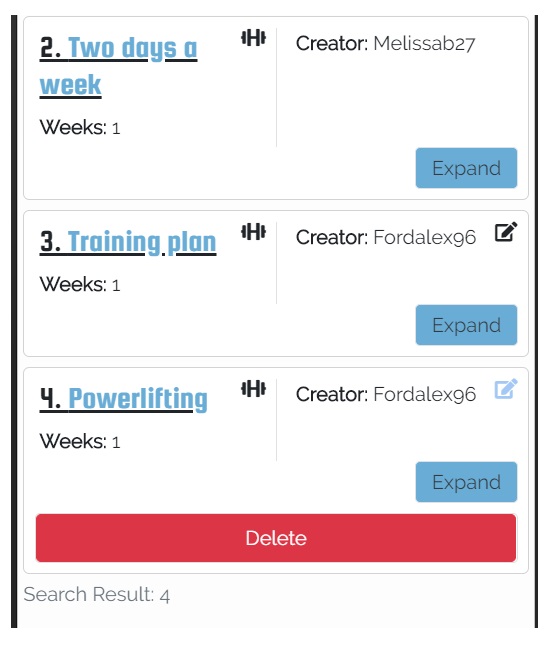 2. Two days a
week
Creator: Melissab27
Weeks: 1
Expand
3. Training plan
Creator: Fordalex96
Weeks: 1
Expand
4. Powerlifting
Creator: Fordalex96
Weeks: 1
Expand
Delete
Search Result: 4